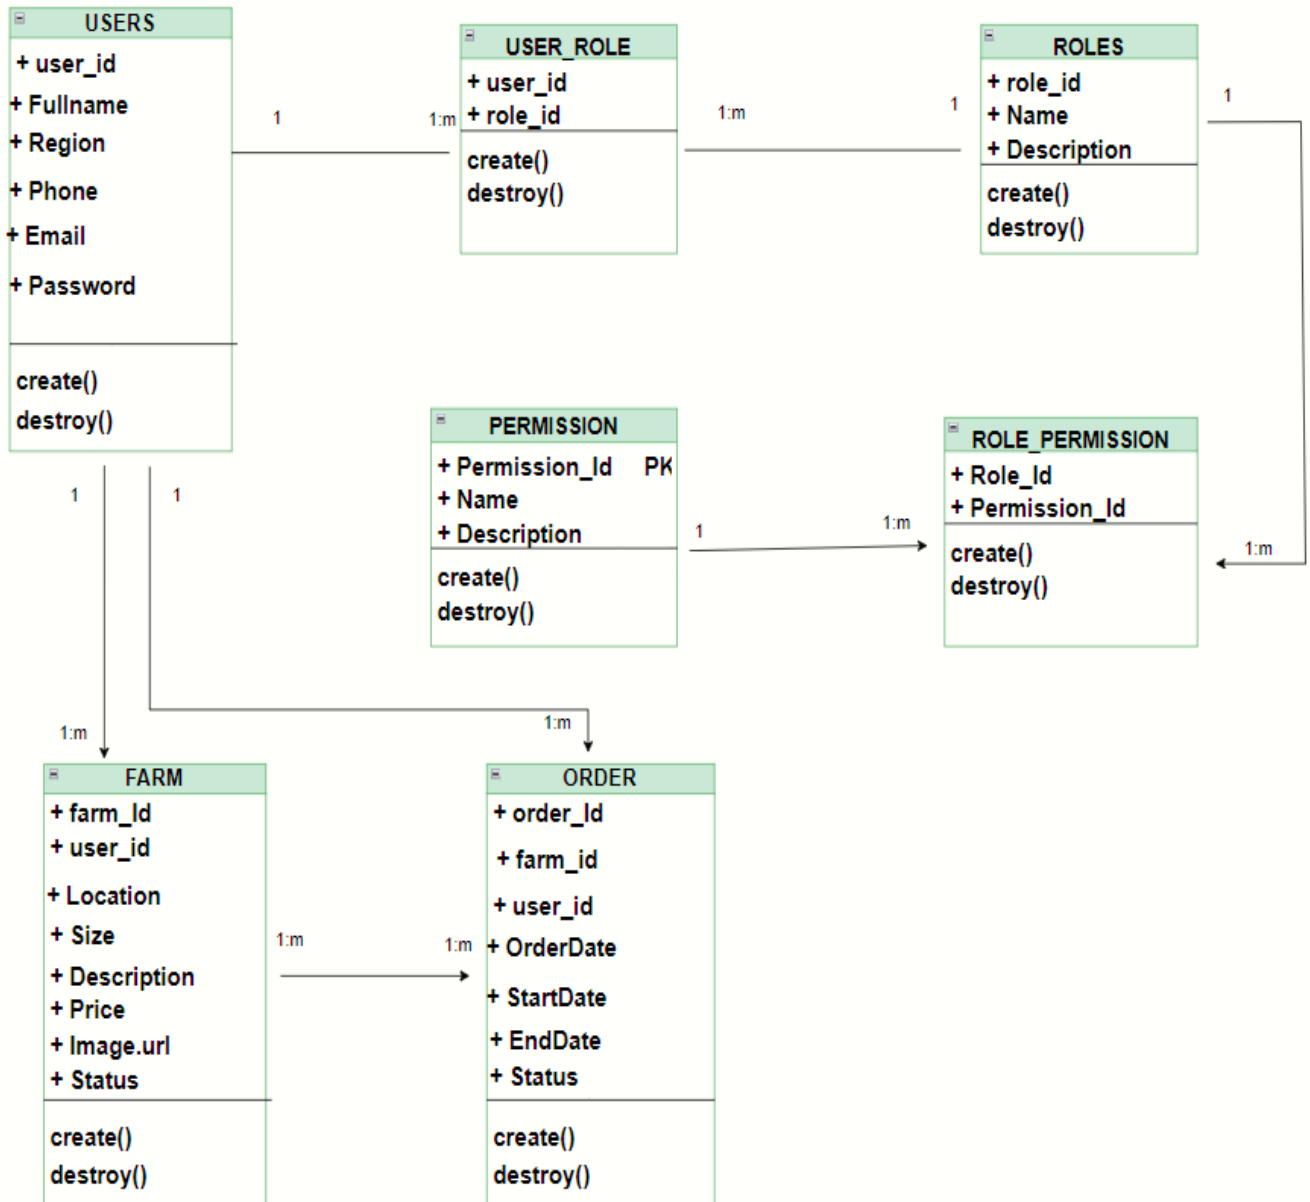 USERS
+ user_id
+ Fullname
+ Region
+ Phone
+ Email
+ Password
create()
destroy()
1
1:m
USER_ROLE
+ user_id
+ role_id
create()
destroy()
1:m
1
ROLES
+ role_id
+ Name
+ Description
create()
destroy()
1
1:m
PERMISSION
+ Permission_Id PK
+ Name
+ Description
create()
destroy()
1
1:m
ROLE_PERMISSION
+ Role_Id
+ Permission_Id
create()
destroy()
1
1
1:m
1:m
FARM
+ farm_Id
+ user_id
+ Location
+ Size
+ Description
+ Price
+ Image.url
+ Status
create()
destroy()
1:m
1:m
ORDER
+ order_Id
+ farm_id
+ user_id
+ OrderDate
+ StartDate
+ EndDate
+ Status
create()
destroy()